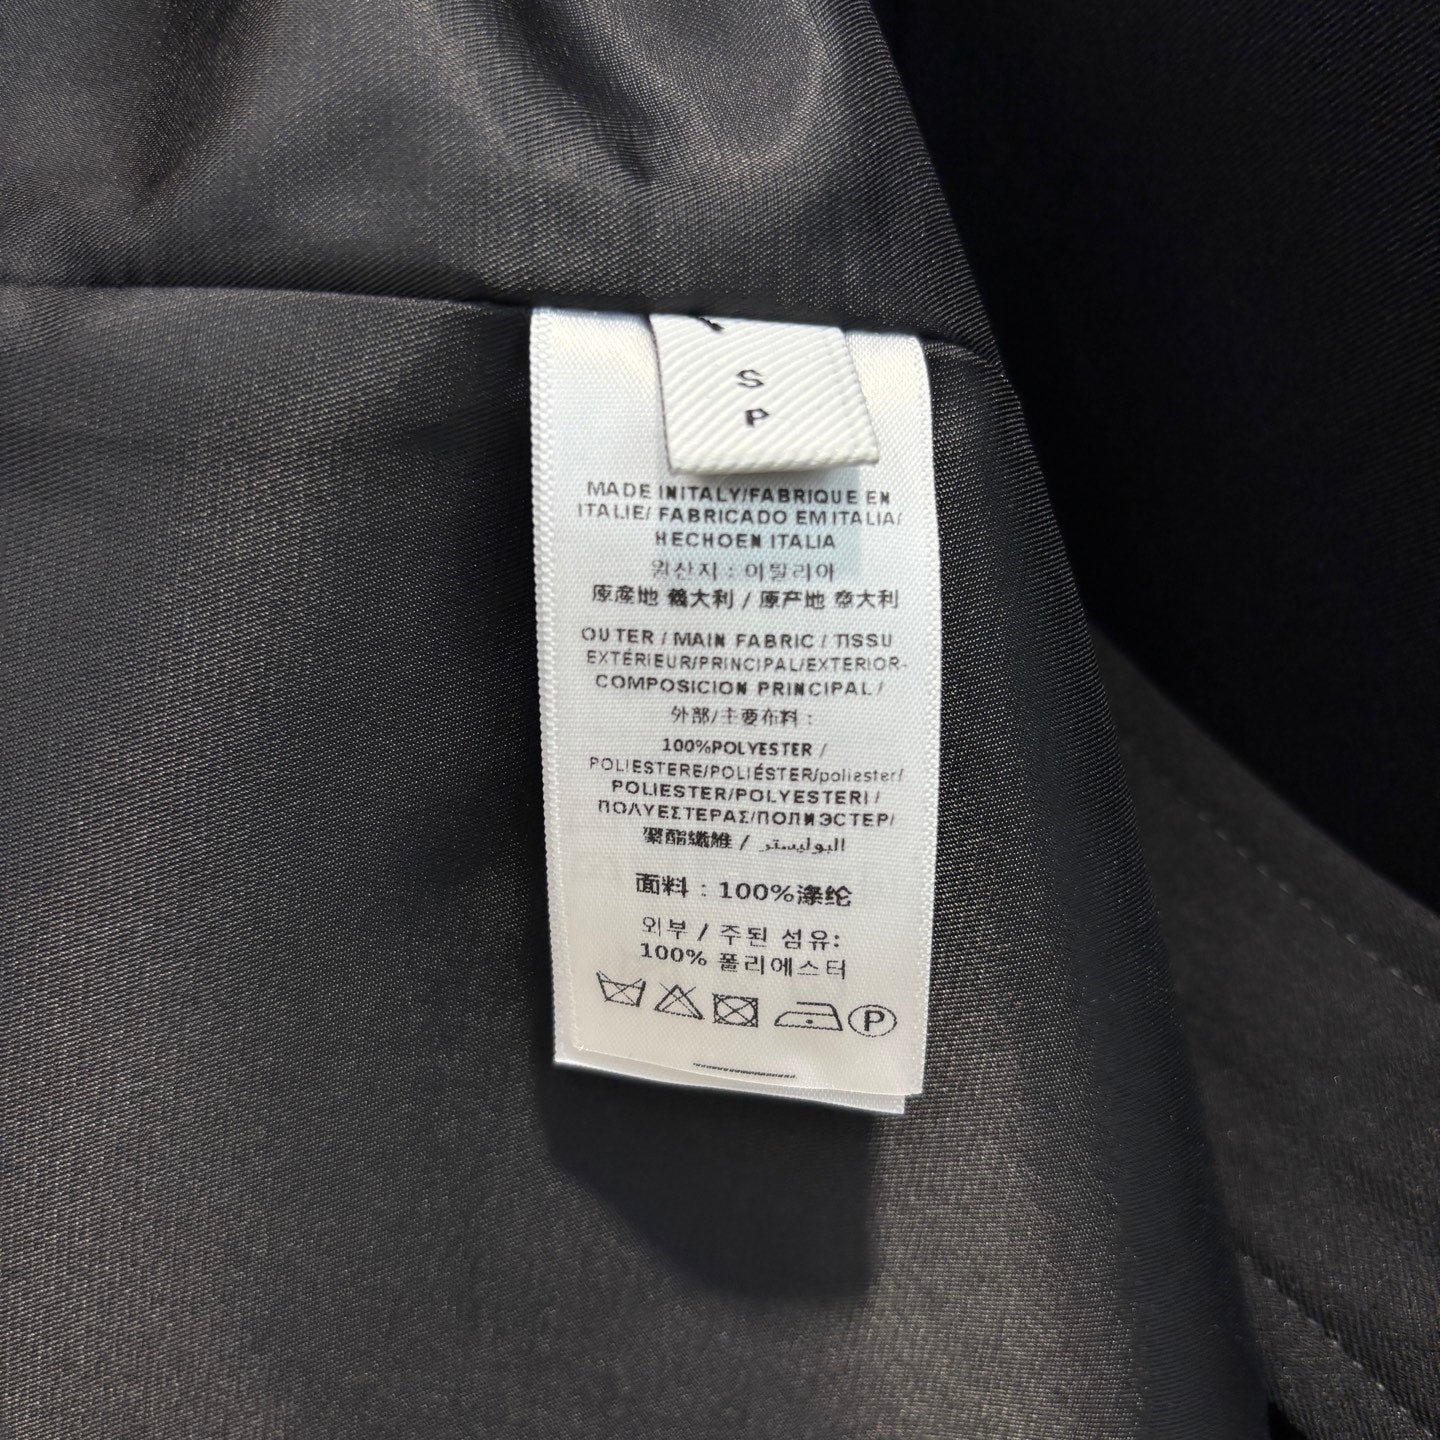 S
P
MADE INITALY/FABRIQUE EN
ITALIE/ FABRICADO EMITALIA/
HECHOEN ITALIA
원산지 : 이탈리아
原産地 義大利 / 原产地 意大利
OUTER / MAIN FABRIC / TISSU
EXTÉRIEUR/PRINCIPAL/EXTERIOR-
COMPOSICION PRINCIPAL /
外部/主要布料 :
100%POLYESTER /
POLIESTERE/POLIÉSTER/poliester/
POLIESTER/POLYESTERI /
ΠΟΛΥΕΣΤΕΡΑΣ/ПОЛИЭСТЕР/
聚酯纖維 / البوليستر
面料 : 100%涤纶
외부 / 주된 섬유:
100% 폴리에스터
P